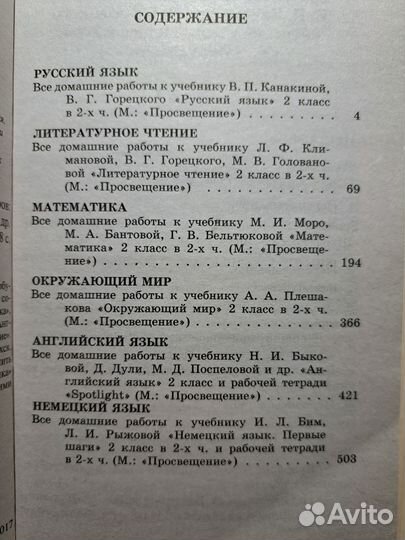 СОДЕРЖАНИЕ
РУССКИЙ ЯЗЫК
Все домашние работы к учебнику В. П. Канакиной,
В. Г. Горецкого «Русский язык» 2 класс
в 2-х ч. (М.: «Просвещение») 4
ЛИТЕРАТУРНОЕ ЧТЕНИЕ
Все домашние работы к учебнику Л. Ф. Кли-
мановой, В. Г. Горецкого, М. В. Головано-
вой «Литературное чтение» 2 класс в 2-х ч.
(М.: «Просвещение») 69
МАТЕМАТИКА
Все домашние работы к учебнику М. И. Моро,
М. А. Бантовой, Г. В. Бельтюковой «Мате-
матика» 2 класс в 2-х ч. (М.: «Просвеще-
ние») 194
ОКРУЖАЮЩИЙ МИР
Все домашние работы к учебнику А. А. Плеша-
кова «Окружающий мир» 2 класс в 2-х ч.
(М.: «Просвещение») 366
АНГЛИЙСКИЙ ЯЗЫК
Все домашние работы к учебнику Н. И. Быко-
вой, Д. Дули, М. Д. Поспеловой и др. «Ан-
глийский язык» 2 класс и рабочей тетради
«Spotlight» (М.: «Просвещение») 421
НЕМЕЦКИЙ ЯЗЫК
Все домашние работы к учебнику И. Л. Бим,
Л. И. Рыжовой «Немецкий язык. Первые
шаги» 2 класс в 2-х ч. и рабочей тетради
в 2-х ч. (М.: «Просвещение») 503
Avito